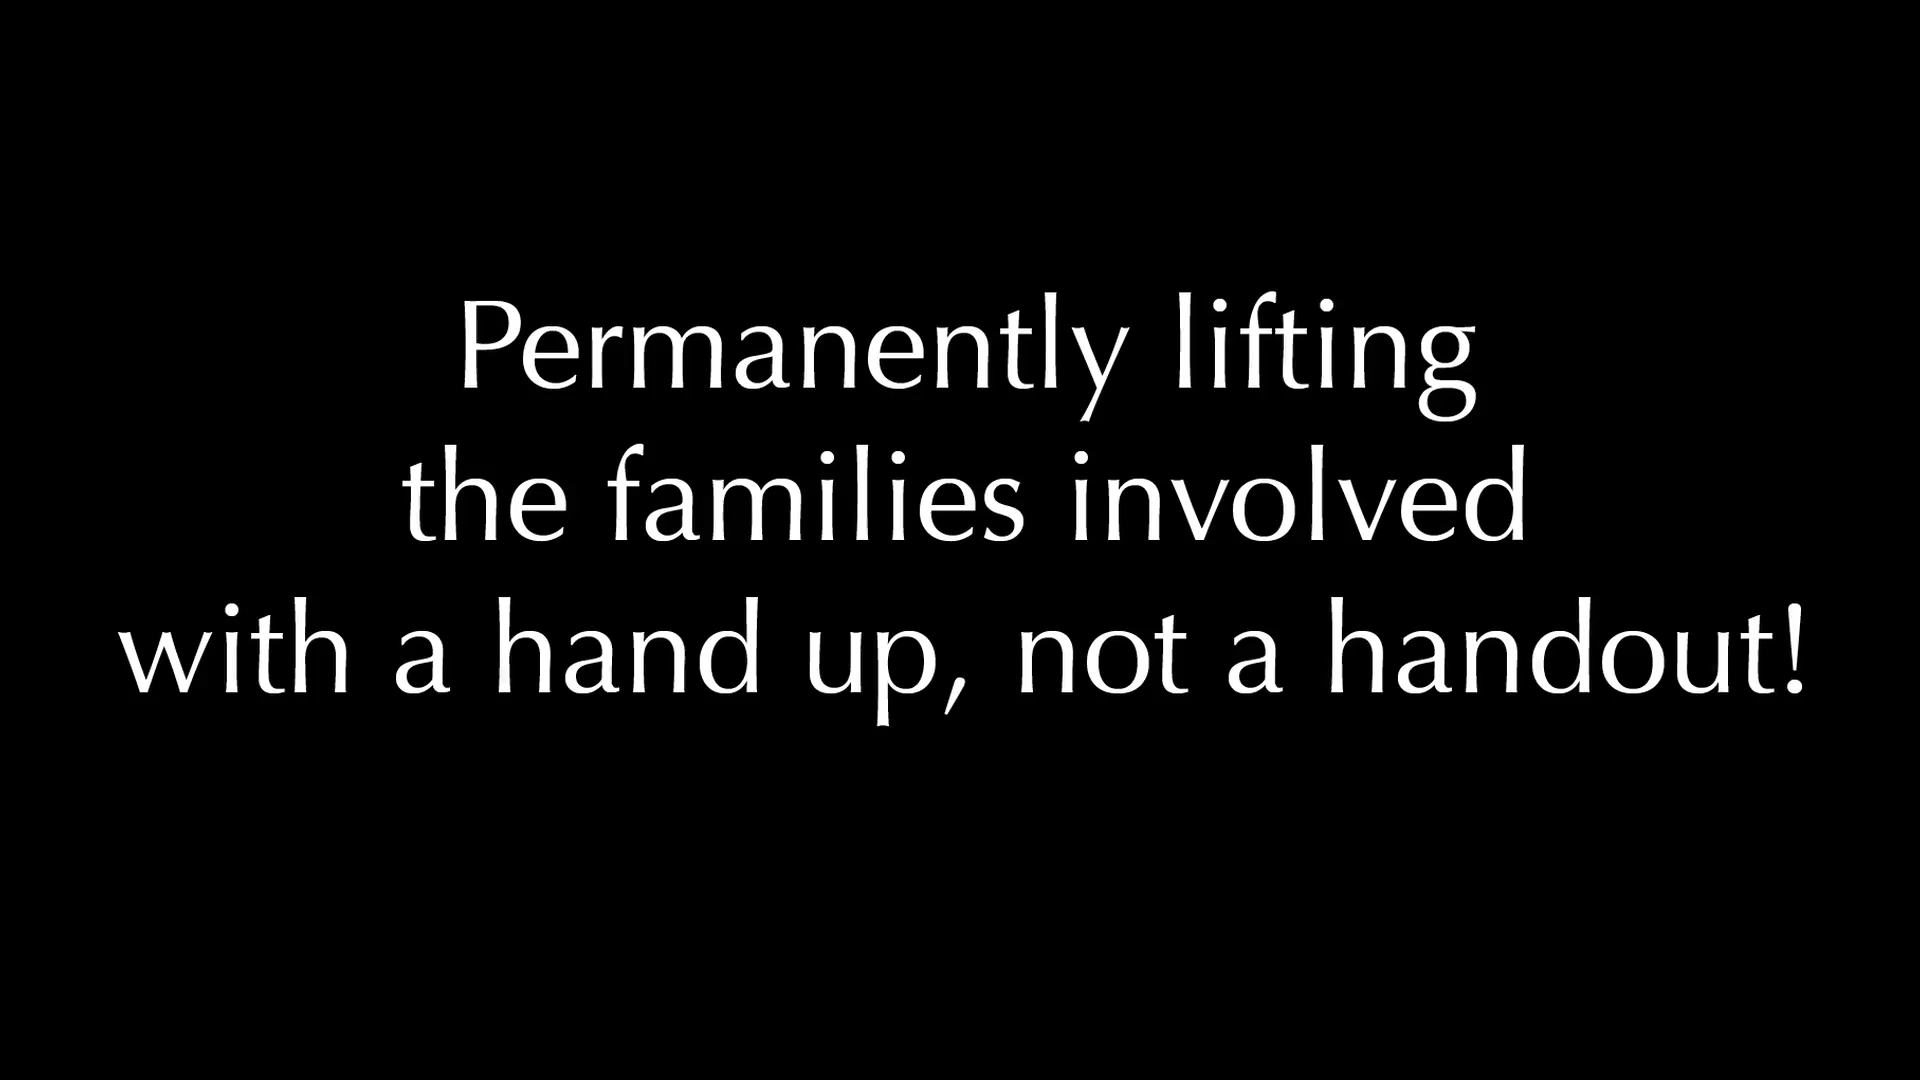 Permanently lifting
the families involved
with a hand up, not a handout!